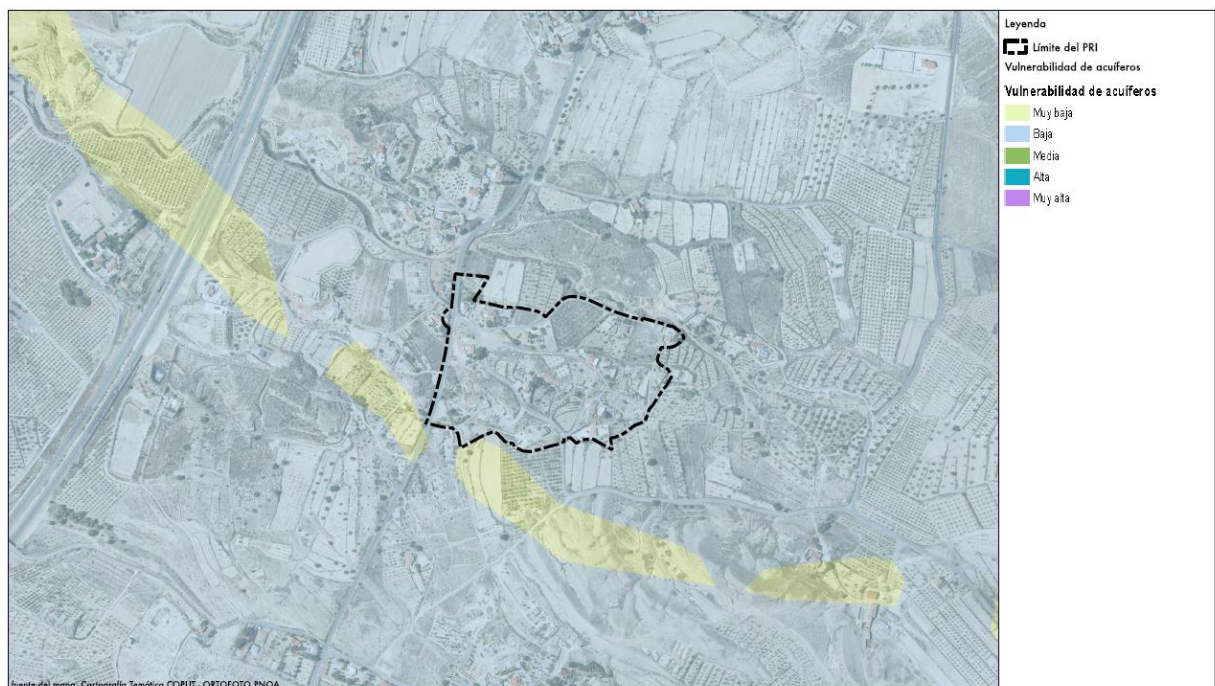 Leyenda
Límite del PRI
Vulnerabilidad de acuíferos
Vulnerabilidad de acuíferos
Muy baja
Baja
Media
Alta
Muy alta
fuente del mapa: Cartografía Temática COPUT - ORTOFOTO PNOA